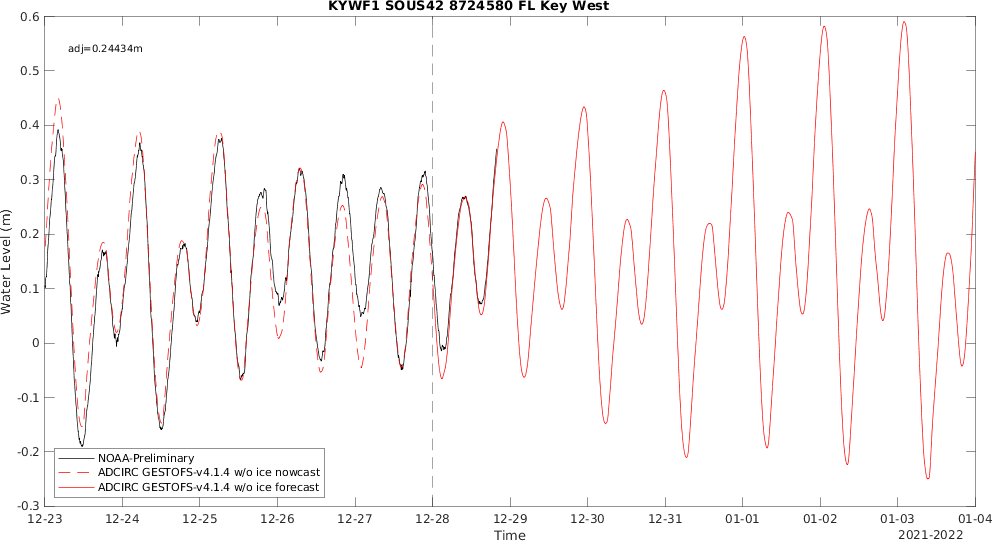 KYWF1 SOUS42 8724580 FL Key West
adj=0.24434m
0.6
0.5
0.4
0.3
0.2
0.1
0
-0.1
-0.2
-0.3
Water Level (m)
NOAA-Preliminary
ADCIRC GESTOFS-v4.1.4 w/o ice nowcast
ADCIRC GESTOFS-v4.1.4 w/o ice forecast
12-23 12-24 12-25 12-26 12-27 12-28 12-29 12-30 12-31 01-01 01-02 01-03 01-04
Time
2021-2022